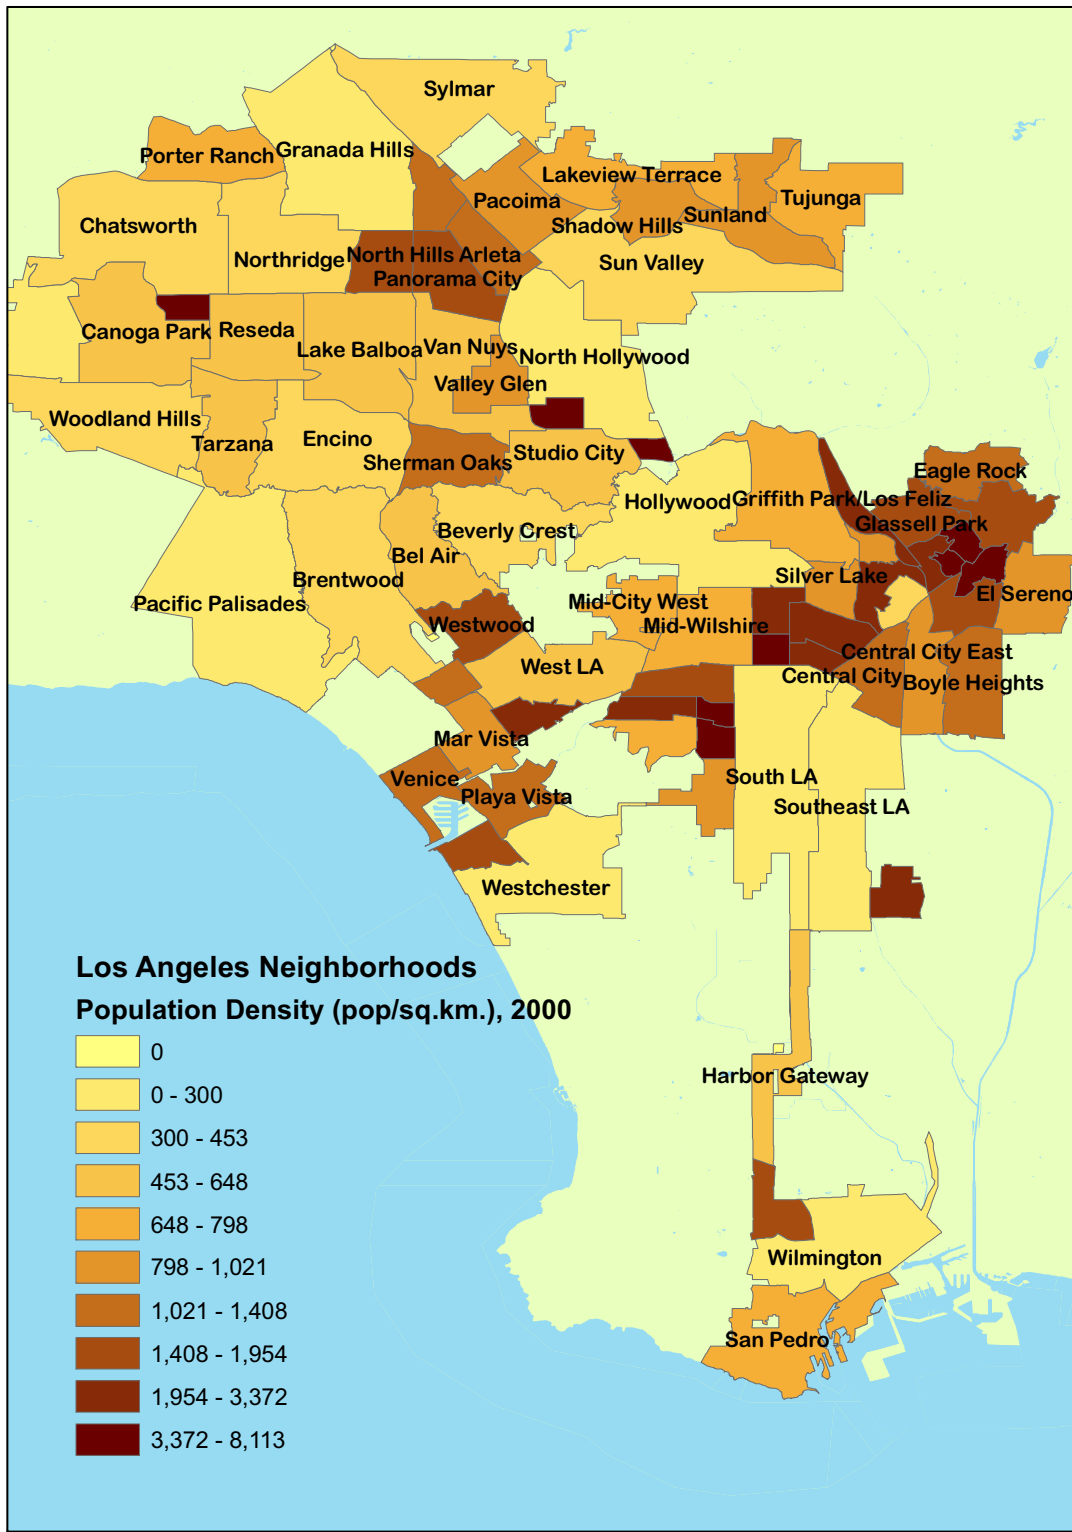 Sylmar
Porter Ranch
Granada Hills
Lakeview Terrace
Pacoima
Tujunga
Shadow Hills
Sunland
Chatsworth
Northridge
North Hills
Arleta
Panorama City
Sun Valley
Canoga Park
Reseda
Lake Balboa
Van Nuys
North Hollywood
Valley Glen
Woodland Hills
Tarzana
Encino
Sherman Oaks
Studio City
Eagle Rock
Hollywood
Griffith Park/Los Feliz
Glassell Park
Beverly Crest
Bel Air
Brentwood
Silver Lake
El Sereno
Pacific Palisades
Mid-City West
Westwood
Mid-Wilshire
Central City East
West LA
Central City
Boyle Heights
Mar Vista
Venice
South LA
Playa Vista
Southeast LA
Westchester
Los Angeles Neighborhoods
Population Density (pop/sq.km.), 2000
0
0 - 300
300 - 453
453 - 648
648 - 798
798 - 1,021
1,021 - 1,408
1,408 - 1,954
1,954 - 3,372
3,372 - 8,113
Harbor Gateway
Wilmington
San Pedro